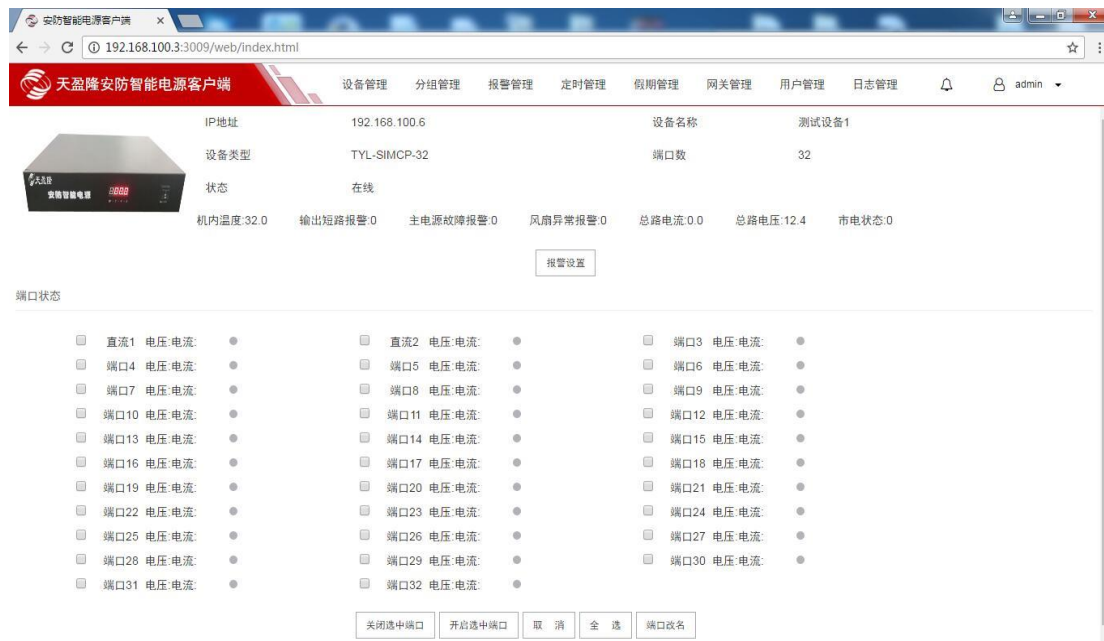 安防智能电源客户端
192.168.100.3:3009/web/index.html
天盈隆安防智能电源客户端 设备管理 分组管理 报警管理 定时管理 假期管理 网关管理 用户管理 日志管理 admin
IP地址 192.168.100.6 设备名称 测试设备1
设备类型 TYL-SIMCP-32 端口数 32
天盈隆
安防智能电源
状态 在线
机内温度:32.0 输出短路报警:0 主电源故障报警:0 风扇异常报警:0 总路电流:0.0 总路电压:12.4 市电状态:0
报警设置
端口状态
直流1 电压:电流: 直流2 电压:电流: 端口3 电压:电流:
端口4 电压:电流: 端口5 电压:电流: 端口6 电压:电流:
端口7 电压:电流: 端口8 电压:电流: 端口9 电压:电流:
端口10 电压:电流: 端口11 电压:电流: 端口12 电压:电流:
端口13 电压:电流: 端口14 电压:电流: 端口15 电压:电流:
端口16 电压:电流: 端口17 电压:电流: 端口18 电压:电流:
端口19 电压:电流: 端口20 电压:电流: 端口21 电压:电流:
端口22 电压:电流: 端口23 电压:电流: 端口24 电压:电流:
端口25 电压:电流: 端口26 电压:电流: 端口27 电压:电流:
端口28 电压:电流: 端口29 电压:电流: 端口30 电压:电流:
端口31 电压:电流: 端口32 电压:电流:
关闭选中端口 开启选中端口 取 消 全 选 端口改名